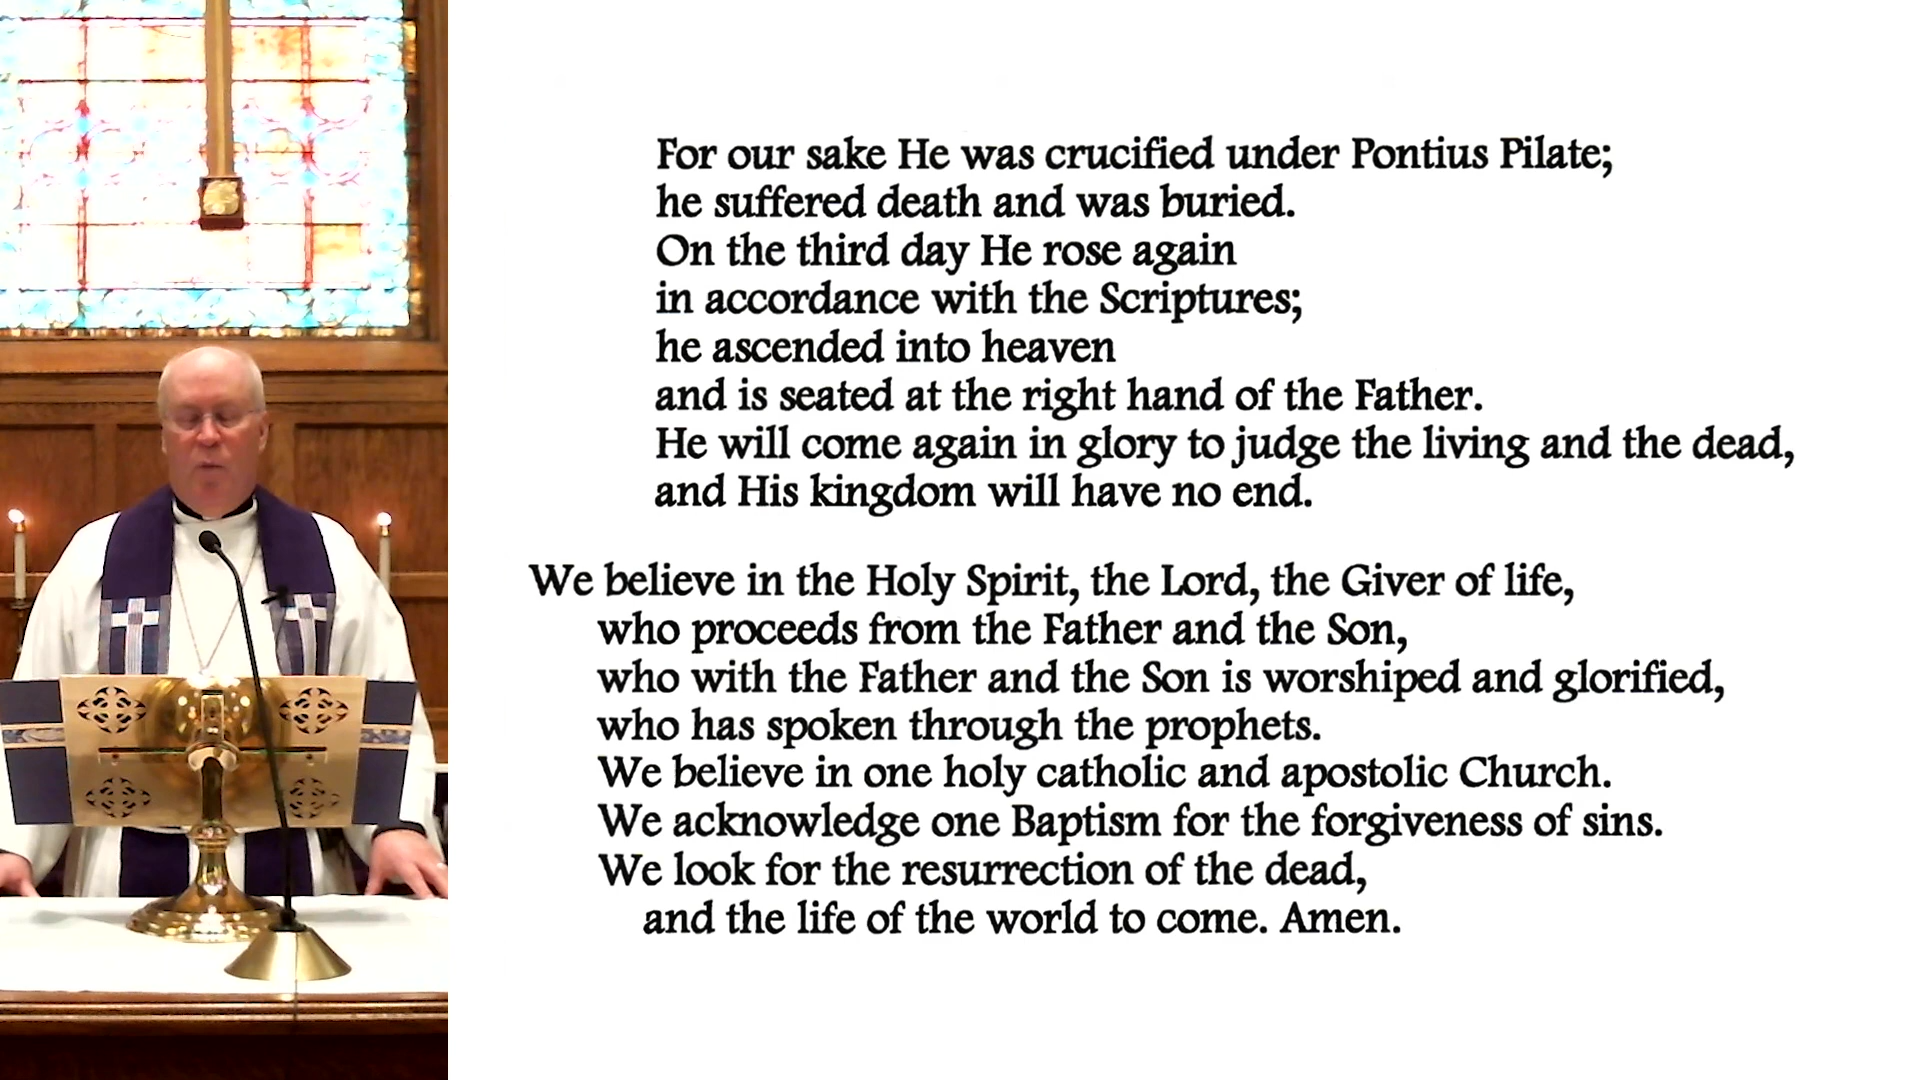 For our sake He was crucified under Pontius Pilate;
he suffered death and was buried.
On the third day He rose again
in accordance with the Scriptures;
he ascended into heaven
and is seated at the right hand of the Father.
He will come again in glory to judge the living and the dead,
and His kingdom will have no end.
We believe in the Holy Spirit, the Lord, the Giver of life,
who proceeds from the Father and the Son,
who with the Father and the Son is worshiped and glorified,
who has spoken through the prophets.
We believe in one holy catholic and apostolic Church.
We acknowledge one Baptism for the forgiveness of sins.
We look for the resurrection of the dead,
and the life of the world to come. Amen.